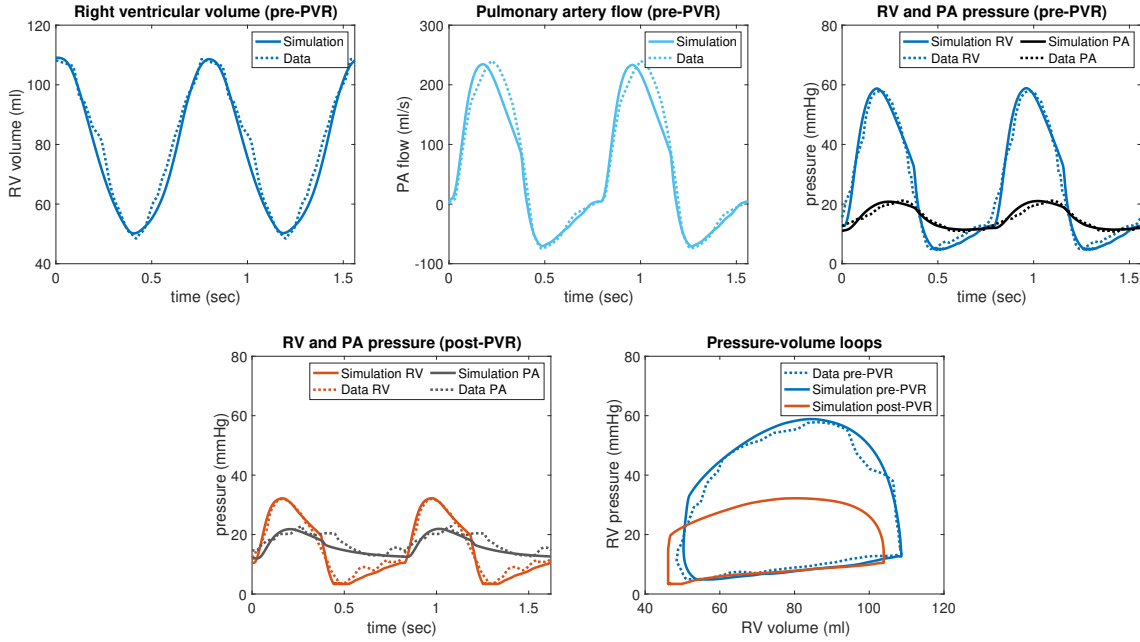 Right ventricular volume (pre-PVR)
120
100
80
60
40
RV volume (ml)
Simulation
Data
0
0.5
1
1.5
time (sec)
Pulmonary artery flow (pre-PVR)
300
200
100
0
-100
PA flow (ml/s)
Simulation
Data
0
0.5
1
1.5
time (sec)
RV and PA pressure (pre-PVR)
80
60
40
20
0
pressure (mmHg)
Simulation RV
Data RV
Simulation PA
Data PA
0
0.5
1
1.5
time (sec)
RV and PA pressure (post-PVR)
80
60
40
20
0
pressure (mmHg)
Simulation RV
Data RV
Simulation PA
Data PA
0
0.5
1
1.5
time (sec)
Pressure-volume loops
80
60
40
20
0
RV pressure (mmHg)
Data pre-PVR
Simulation pre-PVR
Simulation post-PVR
40
60
80
100
120
RV volume (ml)